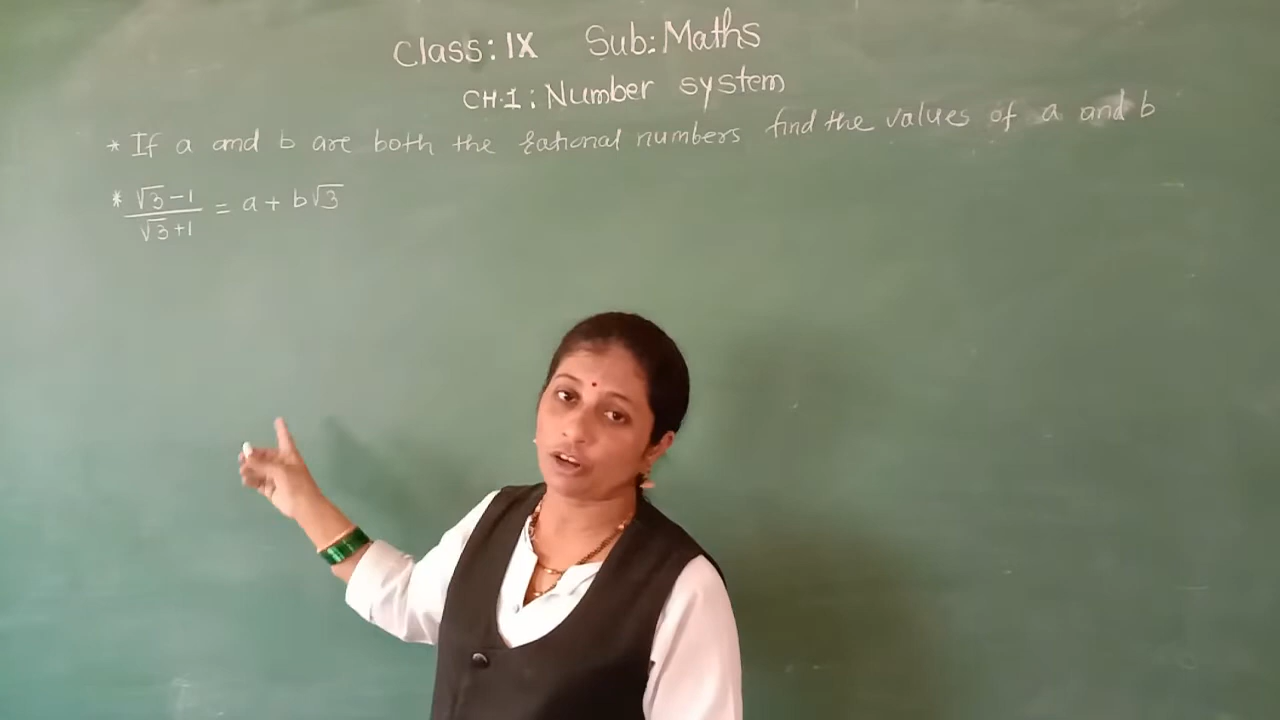 Class: IX Sub: Maths
CH.1: Number system
* If a and b are both the rational numbers find the values of a and b
* √3-1/√3+1 = a + b√3